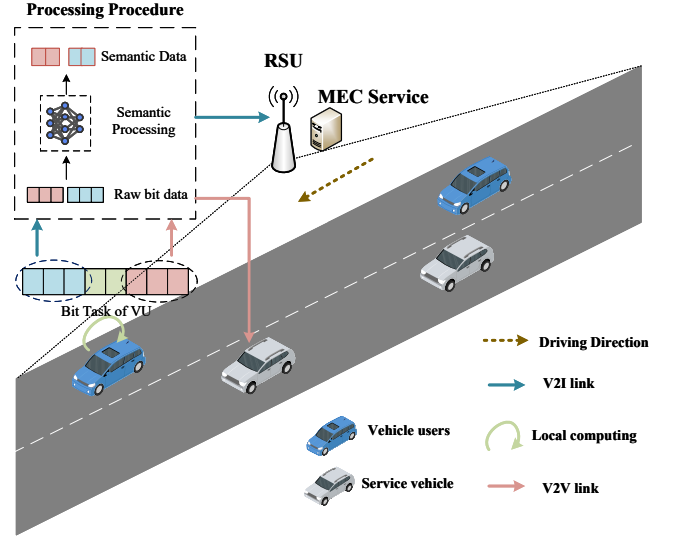 Processing Procedure
Semantic Data
Semantic
Processing
Raw bit data
RSU
MEC Service
Bit Task of VU
Driving Direction
V2I link
Vehicle users
Local computing
Service vehicle
V2V link